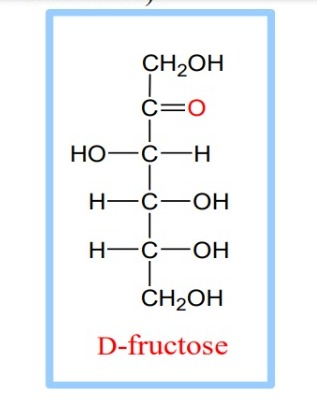 CH₂OH
C=O
HO—C—H
H—C—OH
H—C—OH
CH₂OH
D-fructose